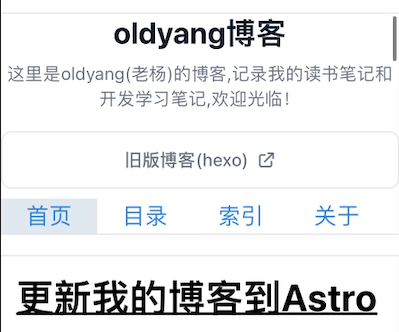 oldyang博客
这里是oldyang(老杨)的博客,记录我的读书笔记和
开发学习笔记,欢迎光临！
旧版博客(hexo)
首页 目录 索引 关于
更新我的博客到Astro